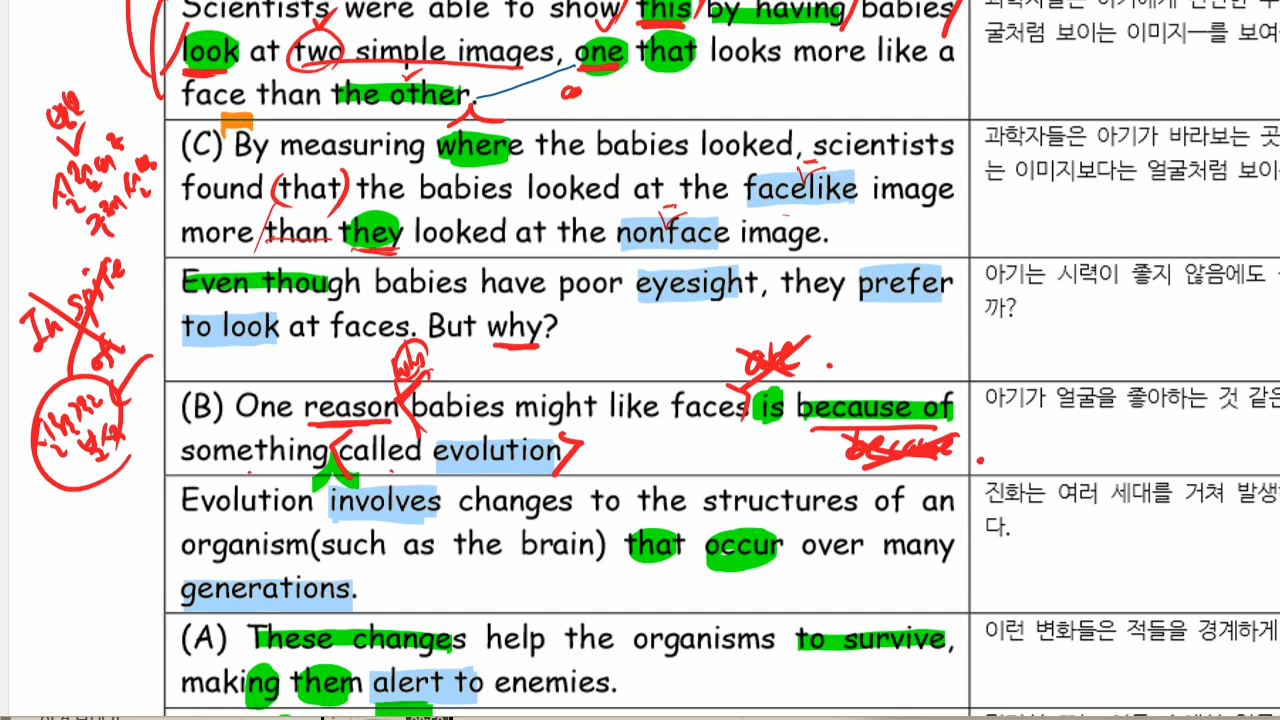 Scientists were able to show this by having babies
look at two simple images, one that looks more like a
face than the other.
굴처럼 보이는 이미지—를 보여
(C) By measuring where the babies looked, scientists
found that the babies looked at the facelike image
more than they looked at the nonface image.
과학자들은 아기가 바라보는 곳
는 이미지보다는 얼굴처럼 보이
Even though babies have poor eyesight, they prefer
to look at faces. But why?
아기는 시력이 좋지 않음에도
까?
In spite of
why
are
(B) One reason babies might like faces is because of
something called evolution
because
아기가 얼굴을 좋아하는 것 같은
Evolution involves changes to the structures of an
organism(such as the brain) that occur over many
generations.
진화는 여러 세대를 거쳐 발생
다.
(A) These changes help the organisms to survive,
making them alert to enemies.
이런 변화들은 적들을 경계하게